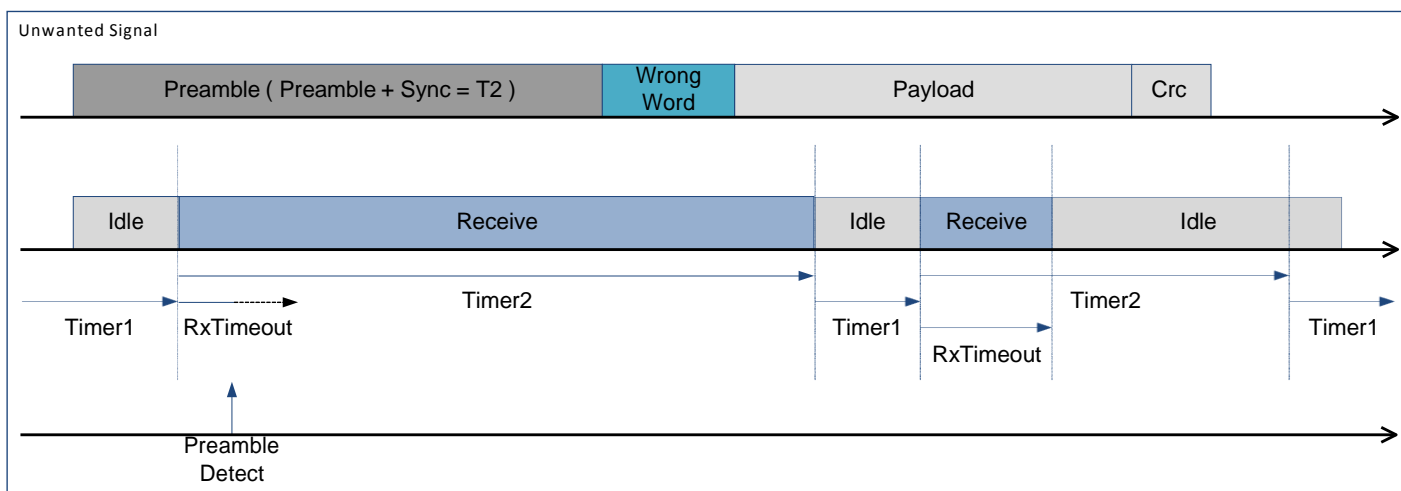 Unwanted Signal
Preamble ( Preamble + Sync = T2 )
Wrong
Word
Payload
Crc
Idle
Receive
Idle
Receive
Idle
Timer2
Timer2
Timer1
RxTimeout
Timer1
Timer1
RxTimeout
Preamble
Detect